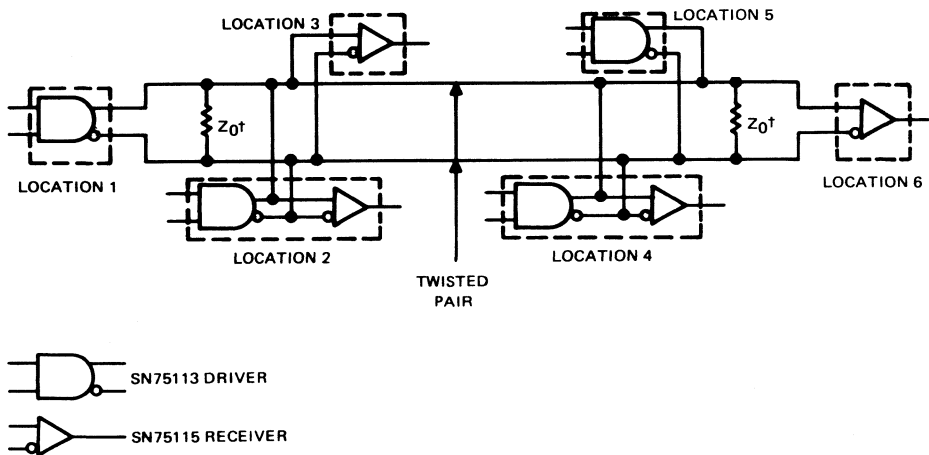 LOCATION 3
LOCATION 5
Z₀†
Z₀†
LOCATION 1
LOCATION 6
LOCATION 2
LOCATION 4
TWISTED
PAIR
SN75113 DRIVER
SN75115 RECEIVER